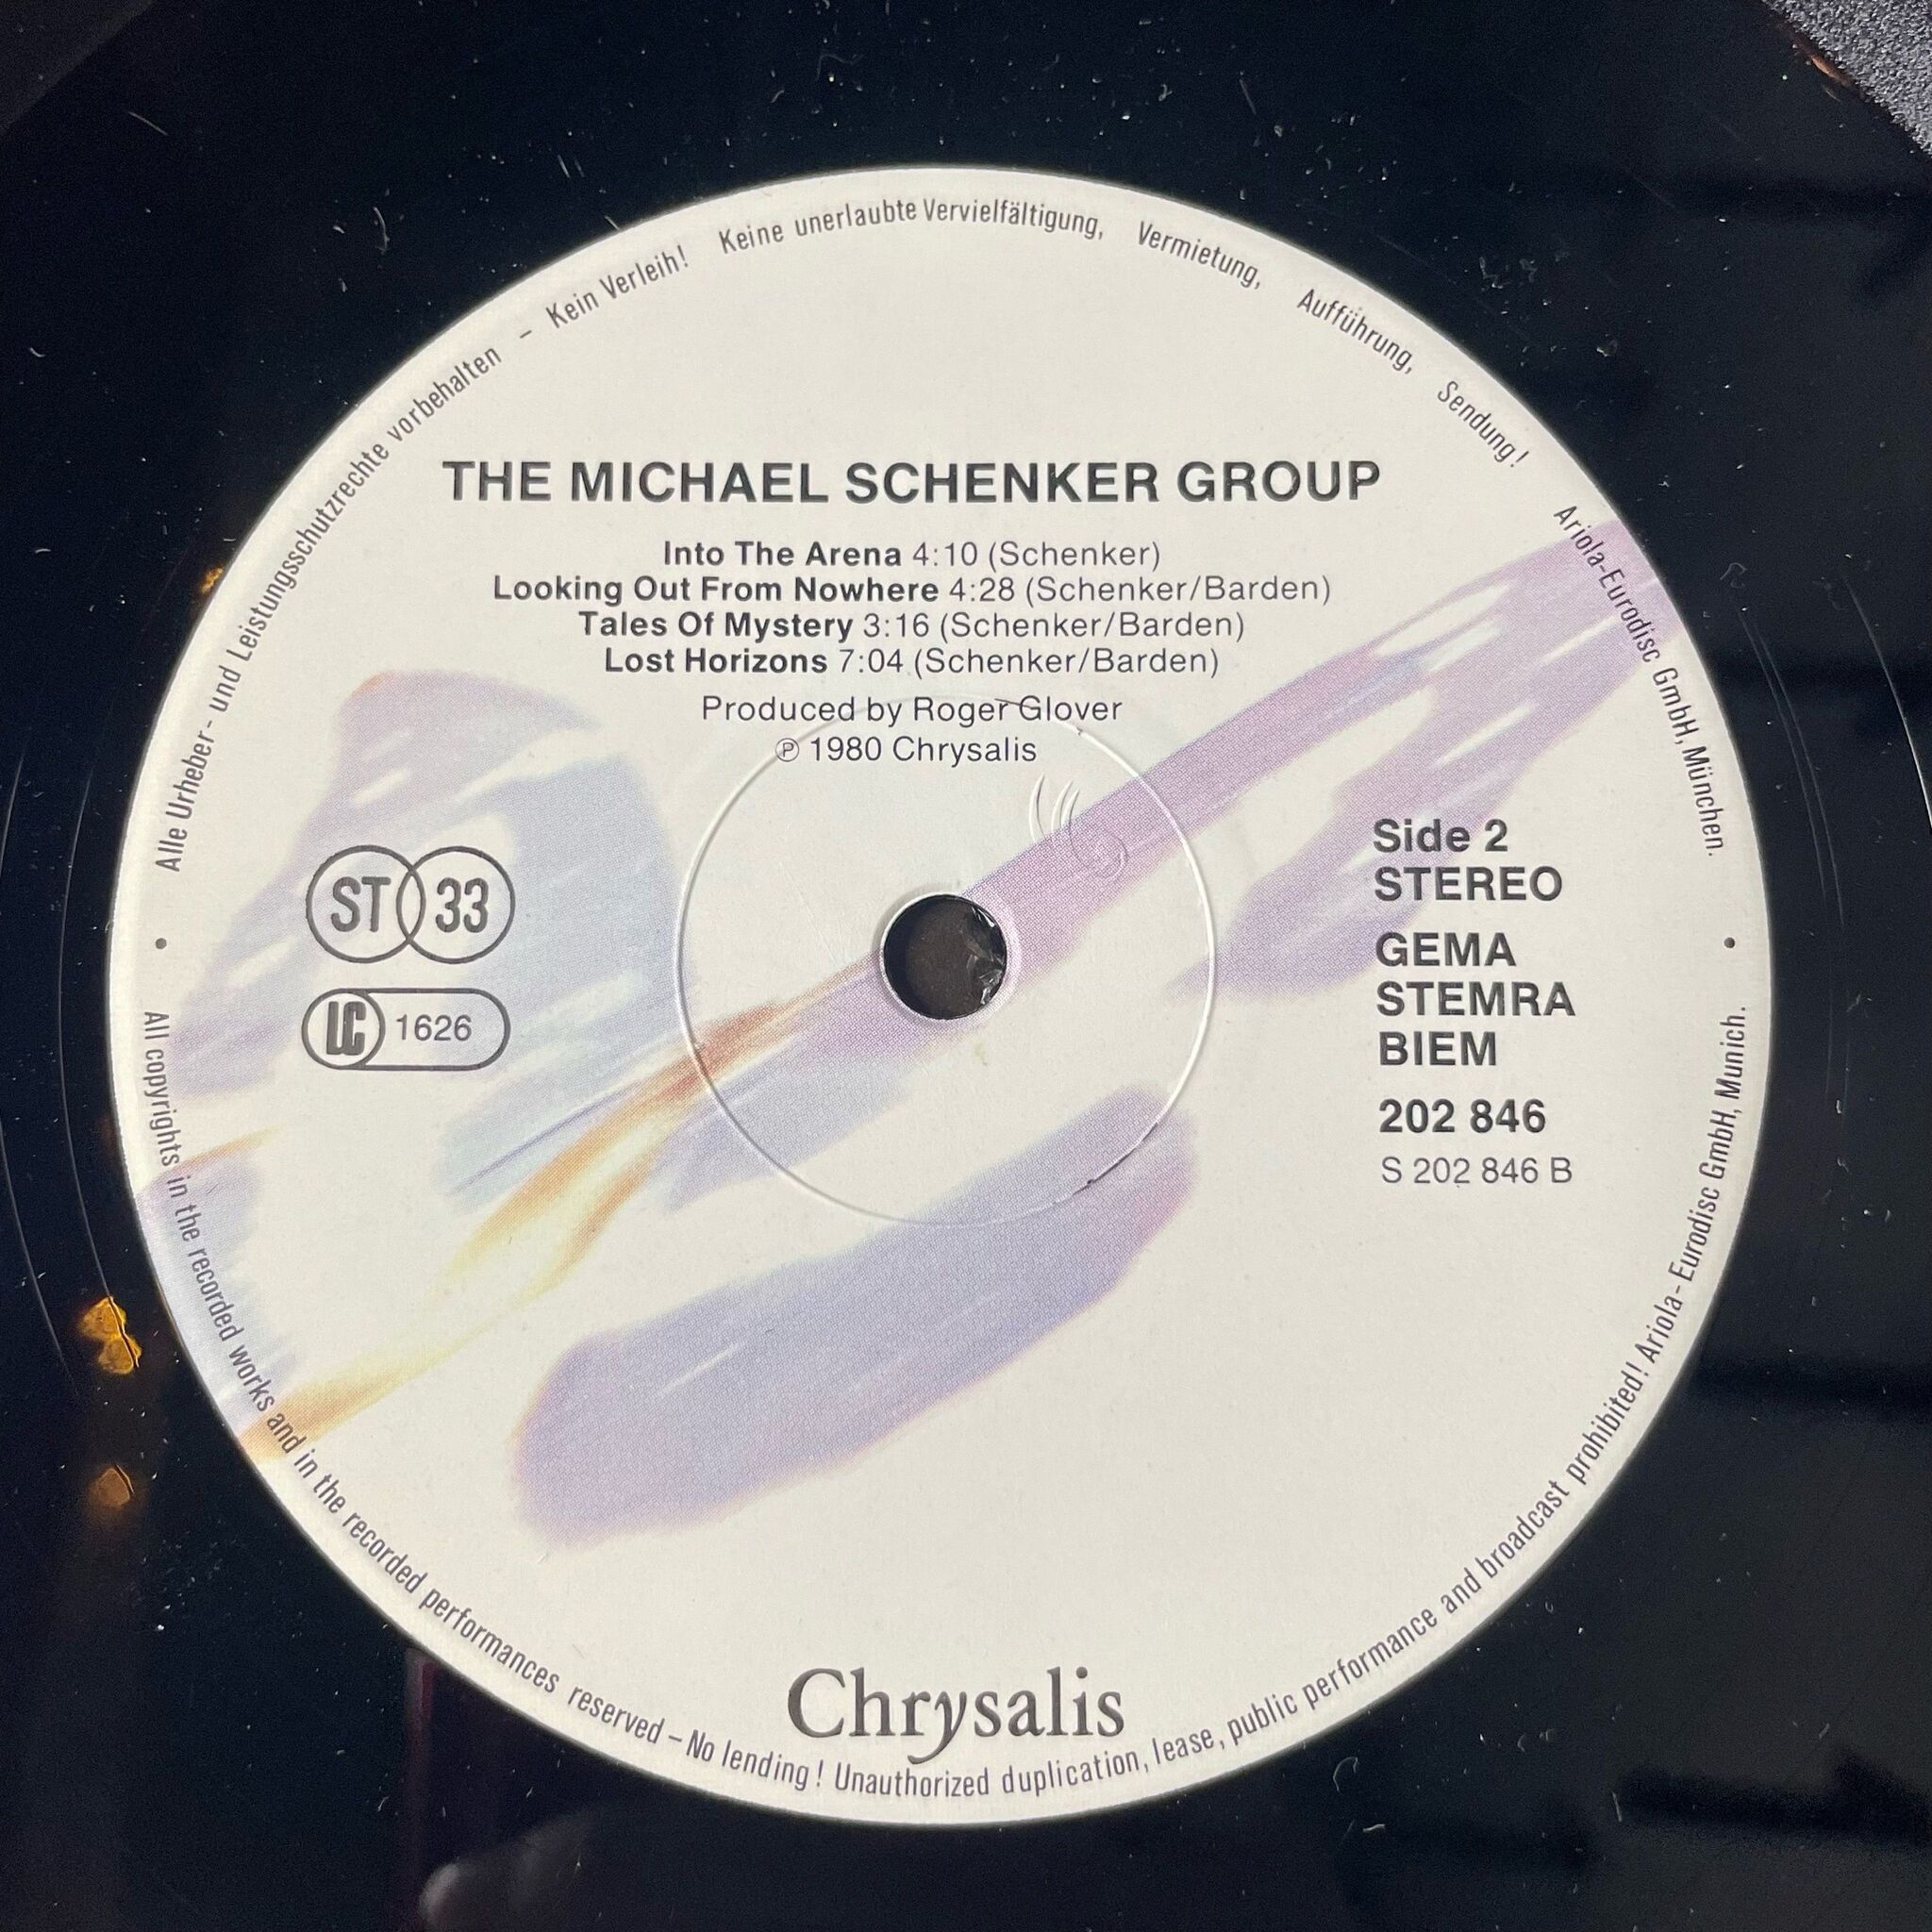 Alle Urheber- und Leistungsschutzrechte vorbehalten – Kein Verleih! Keine unerlaubte Vervielfältigung, Vermietung, Aufführung, Sendung! Ariola-Eurodisc GmbH, München.
THE MICHAEL SCHENKER GROUP
Into The Arena 4:10 (Schenker)
Looking Out From Nowhere 4:28 (Schenker/Barden)
Tales Of Mystery 3:16 (Schenker/Barden)
Lost Horizons 7:04 (Schenker/Barden)
Produced by Roger Glover
℗ 1980 Chrysalis
ST 33
LC 1626
Side 2
STEREO
GEMA
STEMRA
BIEM
202 846
S 202 846 B
Chrysalis
All copyrights in the recorded works and in the recorded performances reserved – No lending! Unauthorized duplication, lease, public performance and broadcast prohibited! Ariola-Eurodisc GmbH, Munich.